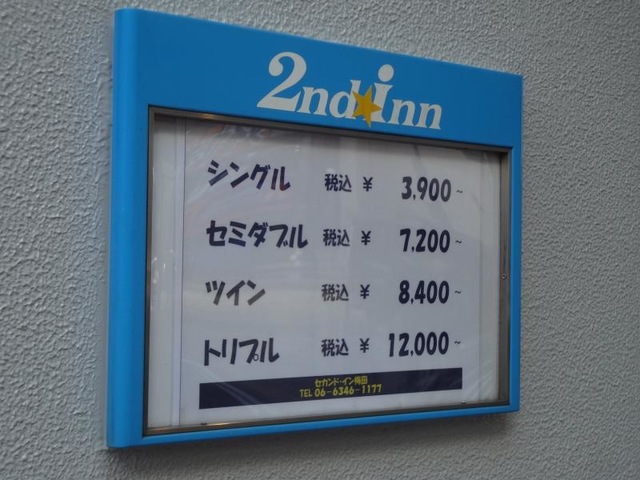 2nd inn
シングル 税込 ¥ 3,900~
セミダブル 税込 ¥ 7,200~
ツイン 税込 ¥ 8,400~
トリプル 税込 ¥ 12,000~
セカンド・イン梅田
TEL 06-6346-1177